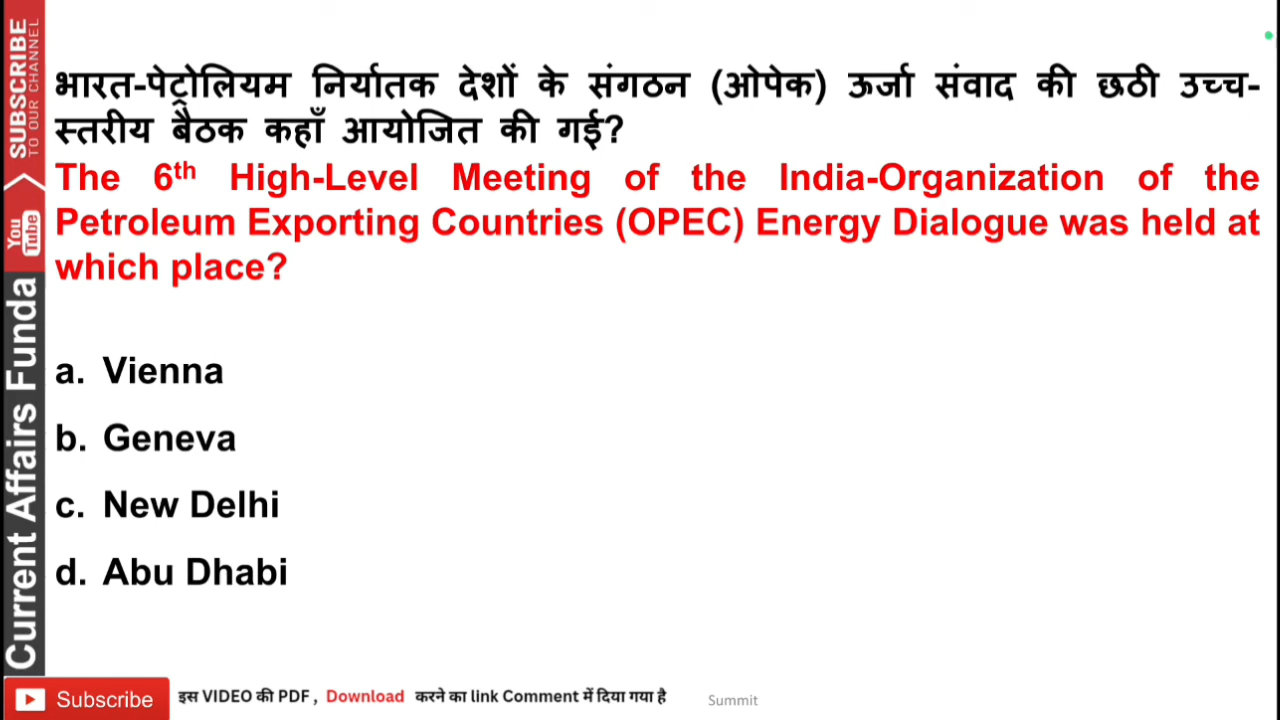 भारत-पेट्रोलियम निर्यातक देशों के संगठन (ओपेक) ऊर्जा संवाद की छठी उच्च-
स्तरीय बैठक कहाँ आयोजित की गई?
The 6th High-Level Meeting of the India-Organization of the
Petroleum Exporting Countries (OPEC) Energy Dialogue was held at
which place?
a. Vienna
b. Geneva
c. New Delhi
d. Abu Dhabi
SUBSCRIBE
TO OUR CHANNEL
You
Tube
Current Affairs Funda
Subscribe
इस VIDEO की PDF , Download करने का link Comment में दिया गया है
Summit